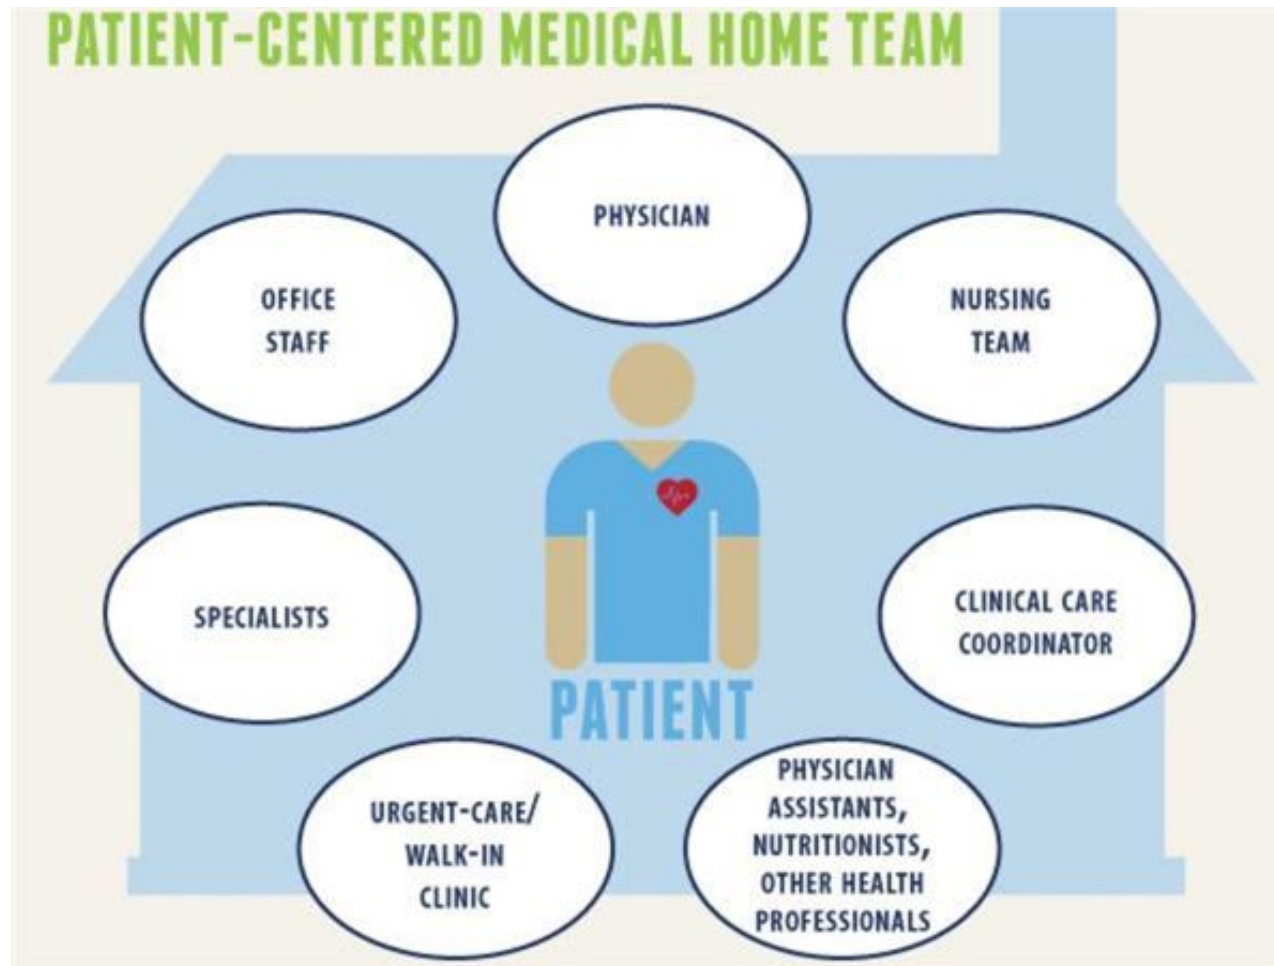 PATIENT-CENTERED MEDICAL HOME TEAM
PHYSICIAN
OFFICE
STAFF
NURSING
TEAM
SPECIALISTS
CLINICAL CARE
COORDINATOR
PATIENT
URGENT-CARE/
WALK-IN
CLINIC
PHYSICIAN
ASSISTANTS,
NUTRITIONISTS,
OTHER HEALTH
PROFESSIONALS